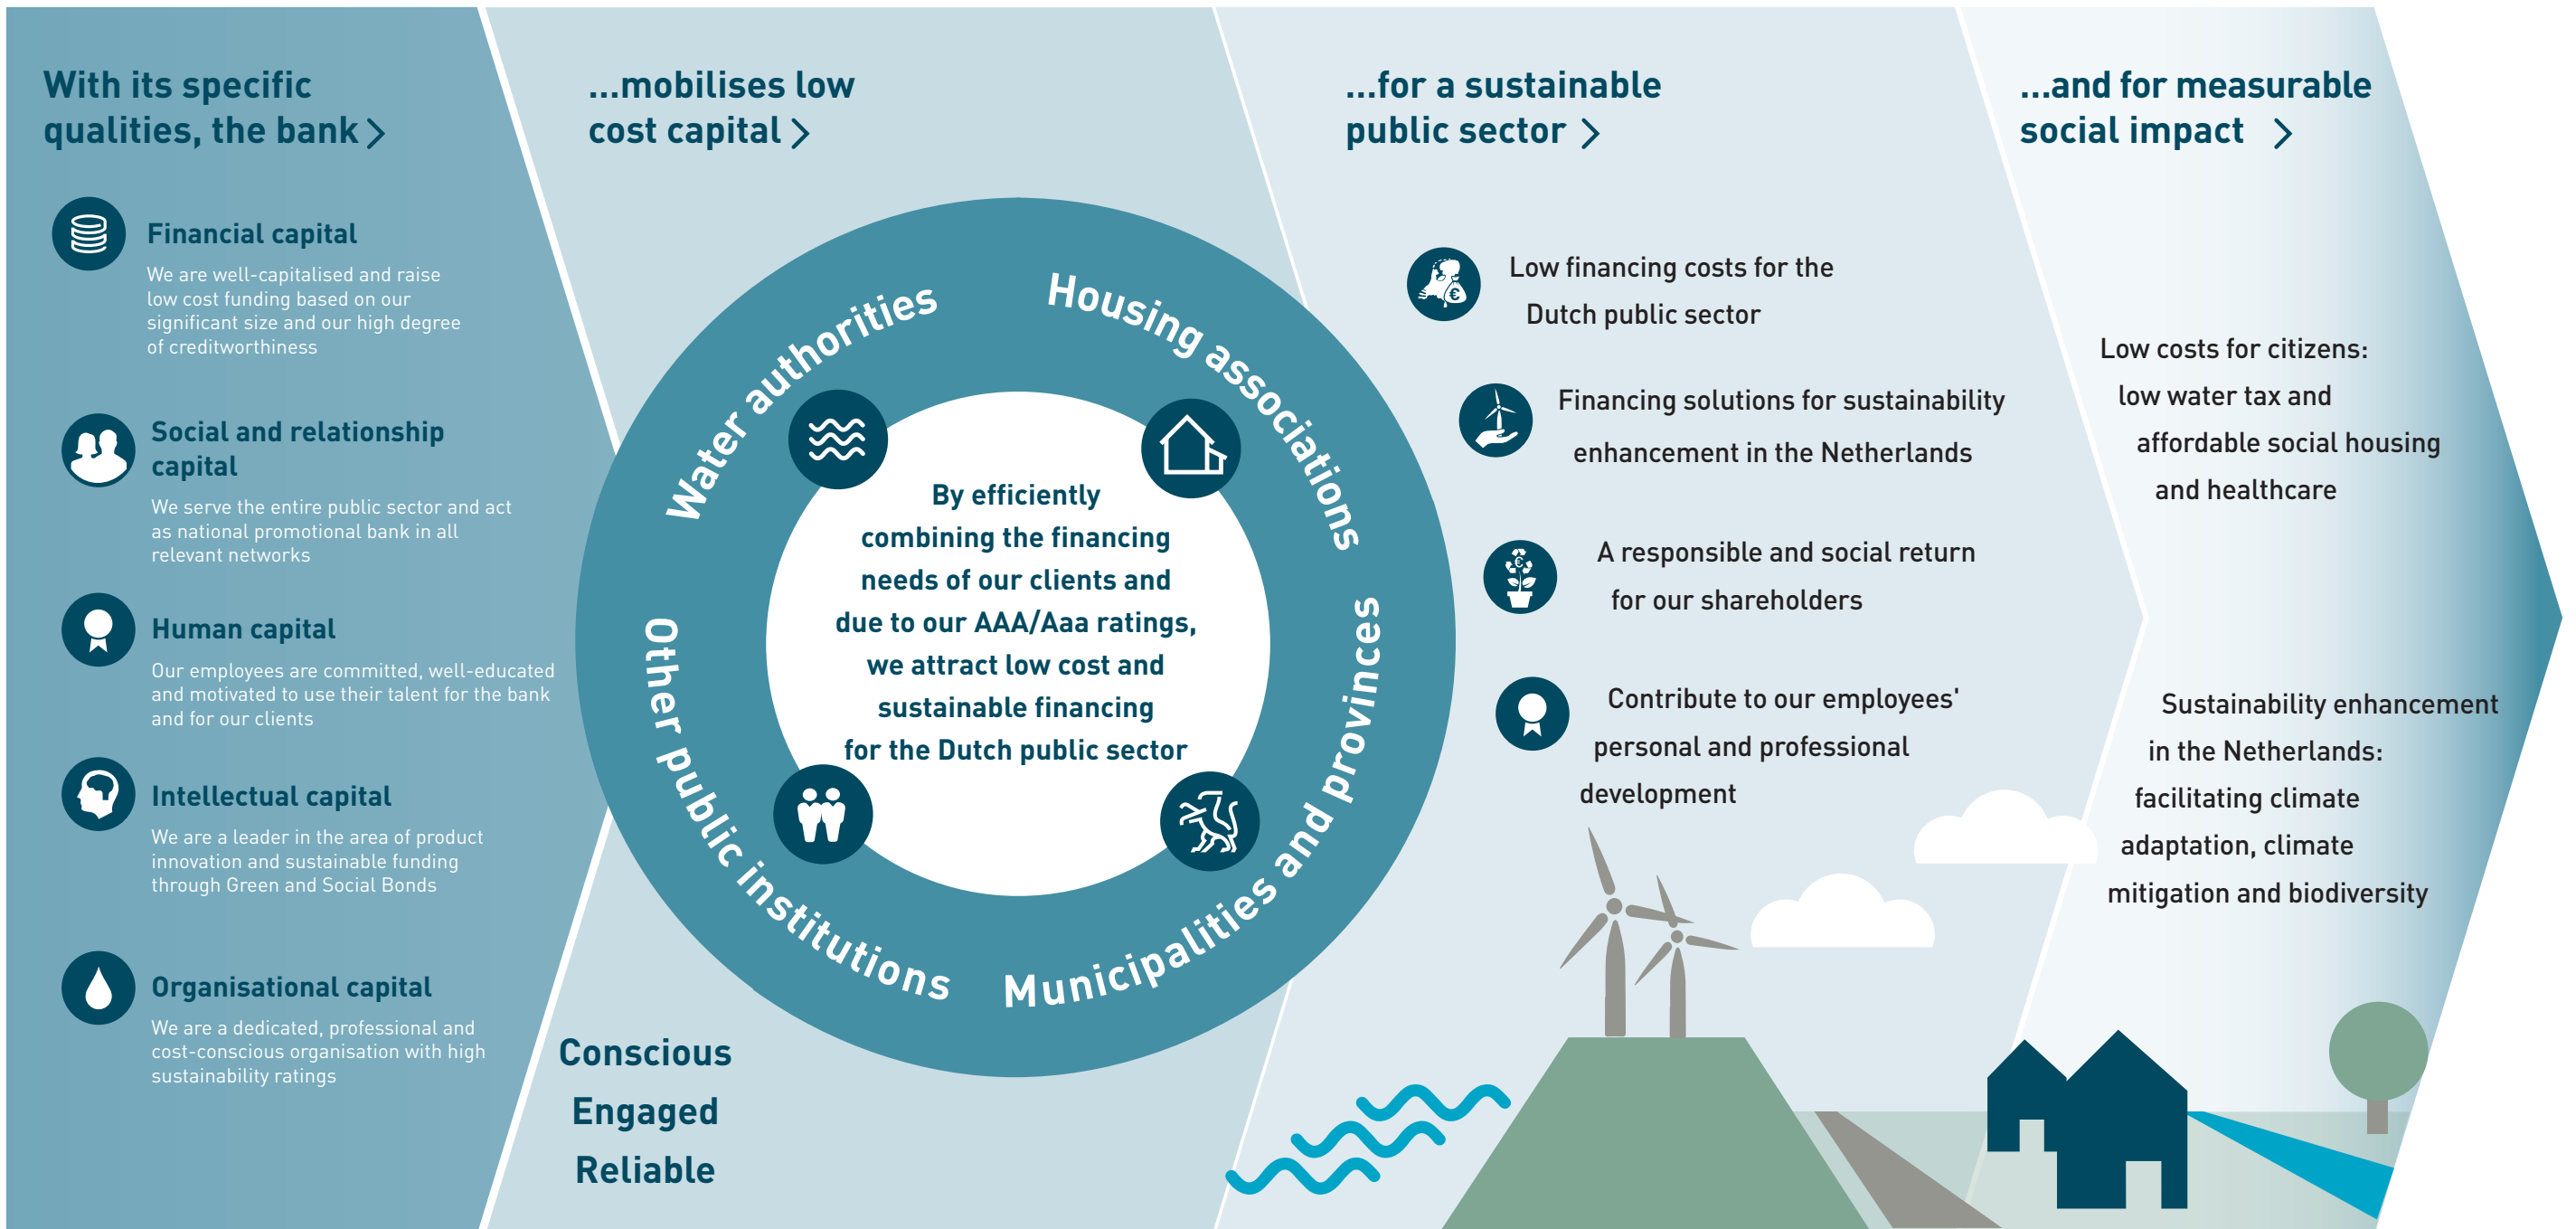 With its specific
qualities, the bank
Financial capital
We are well-capitalised and raise
low cost funding based on our
significant size and our high degree
of creditworthiness
Social and relationship
capital
We serve the entire public sector and act
as national promotional bank in all
relevant networks
Human capital
Our employees are committed, well-educated
and motivated to use their talent for the bank
and for our clients
Intellectual capital
We are a leader in the area of product
innovation and sustainable funding
through Green and Social Bonds
Organisational capital
We are a dedicated, professional and
cost-conscious organisation with high
sustainability ratings
...mobilises low
cost capital
Water authorities
Housing associations
Municipalities and provinces
Other public institutions
By efficiently
combining the financing
needs of our clients and
due to our AAA/Aaa ratings,
we attract low cost and
sustainable financing
for the Dutch public sector
Conscious
Engaged
Reliable
...for a sustainable
public sector
€
Low financing costs for the
Dutch public sector
Financing solutions for sustainability
enhancement in the Netherlands
€
A responsible and social return
for our shareholders
Contribute to our employees'
personal and professional
development
...and for measurable
social impact
Low costs for citizens:
low water tax and
affordable social housing
and healthcare
Sustainability enhancement
in the Netherlands:
facilitating climate
adaptation, climate
mitigation and biodiversity